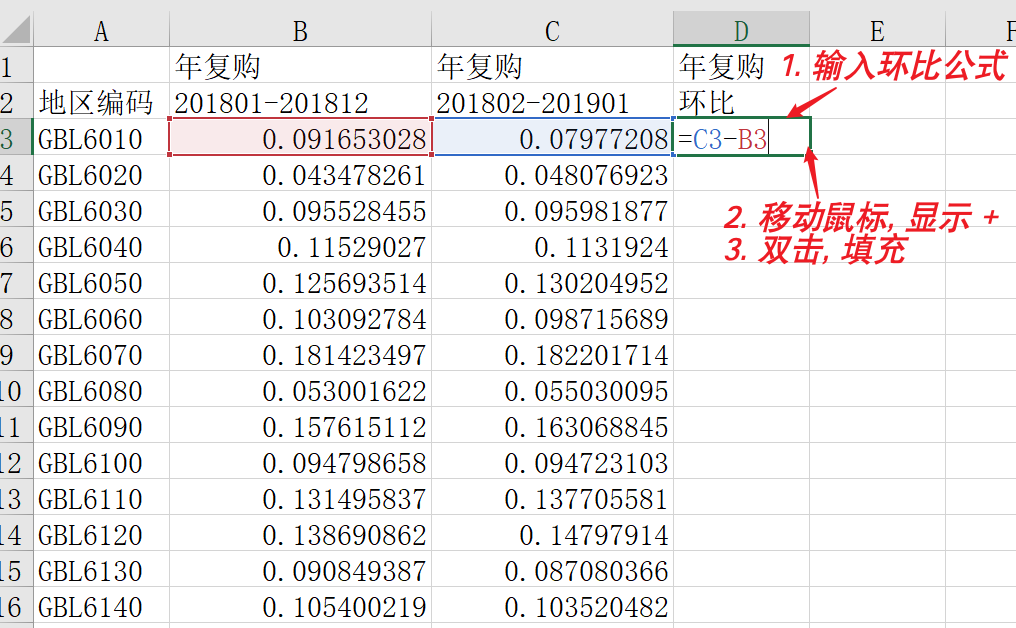 A B C D E F
1 年复购 年复购 年复购 1. 输入环比公式
2 地区编码 201801-201812 201802-201901 环比
3 GBL6010 0.091653028 0.07977208 =C3-B3
4 GBL6020 0.043478261 0.048076923
5 GBL6030 0.095528455 0.095981877 2. 移动鼠标, 显示 +
6 GBL6040 0.11529027 0.1131924 3. 双击, 填充
7 GBL6050 0.125693514 0.130204952
8 GBL6060 0.103092784 0.098715689
9 GBL6070 0.181423497 0.182201714
10 GBL6080 0.053001622 0.055030095
11 GBL6090 0.157615112 0.163068845
12 GBL6100 0.094798658 0.094723103
13 GBL6110 0.131495837 0.137705581
14 GBL6120 0.138690862 0.14797914
15 GBL6130 0.090849387 0.087080366
16 GBL6140 0.105400219 0.103520482